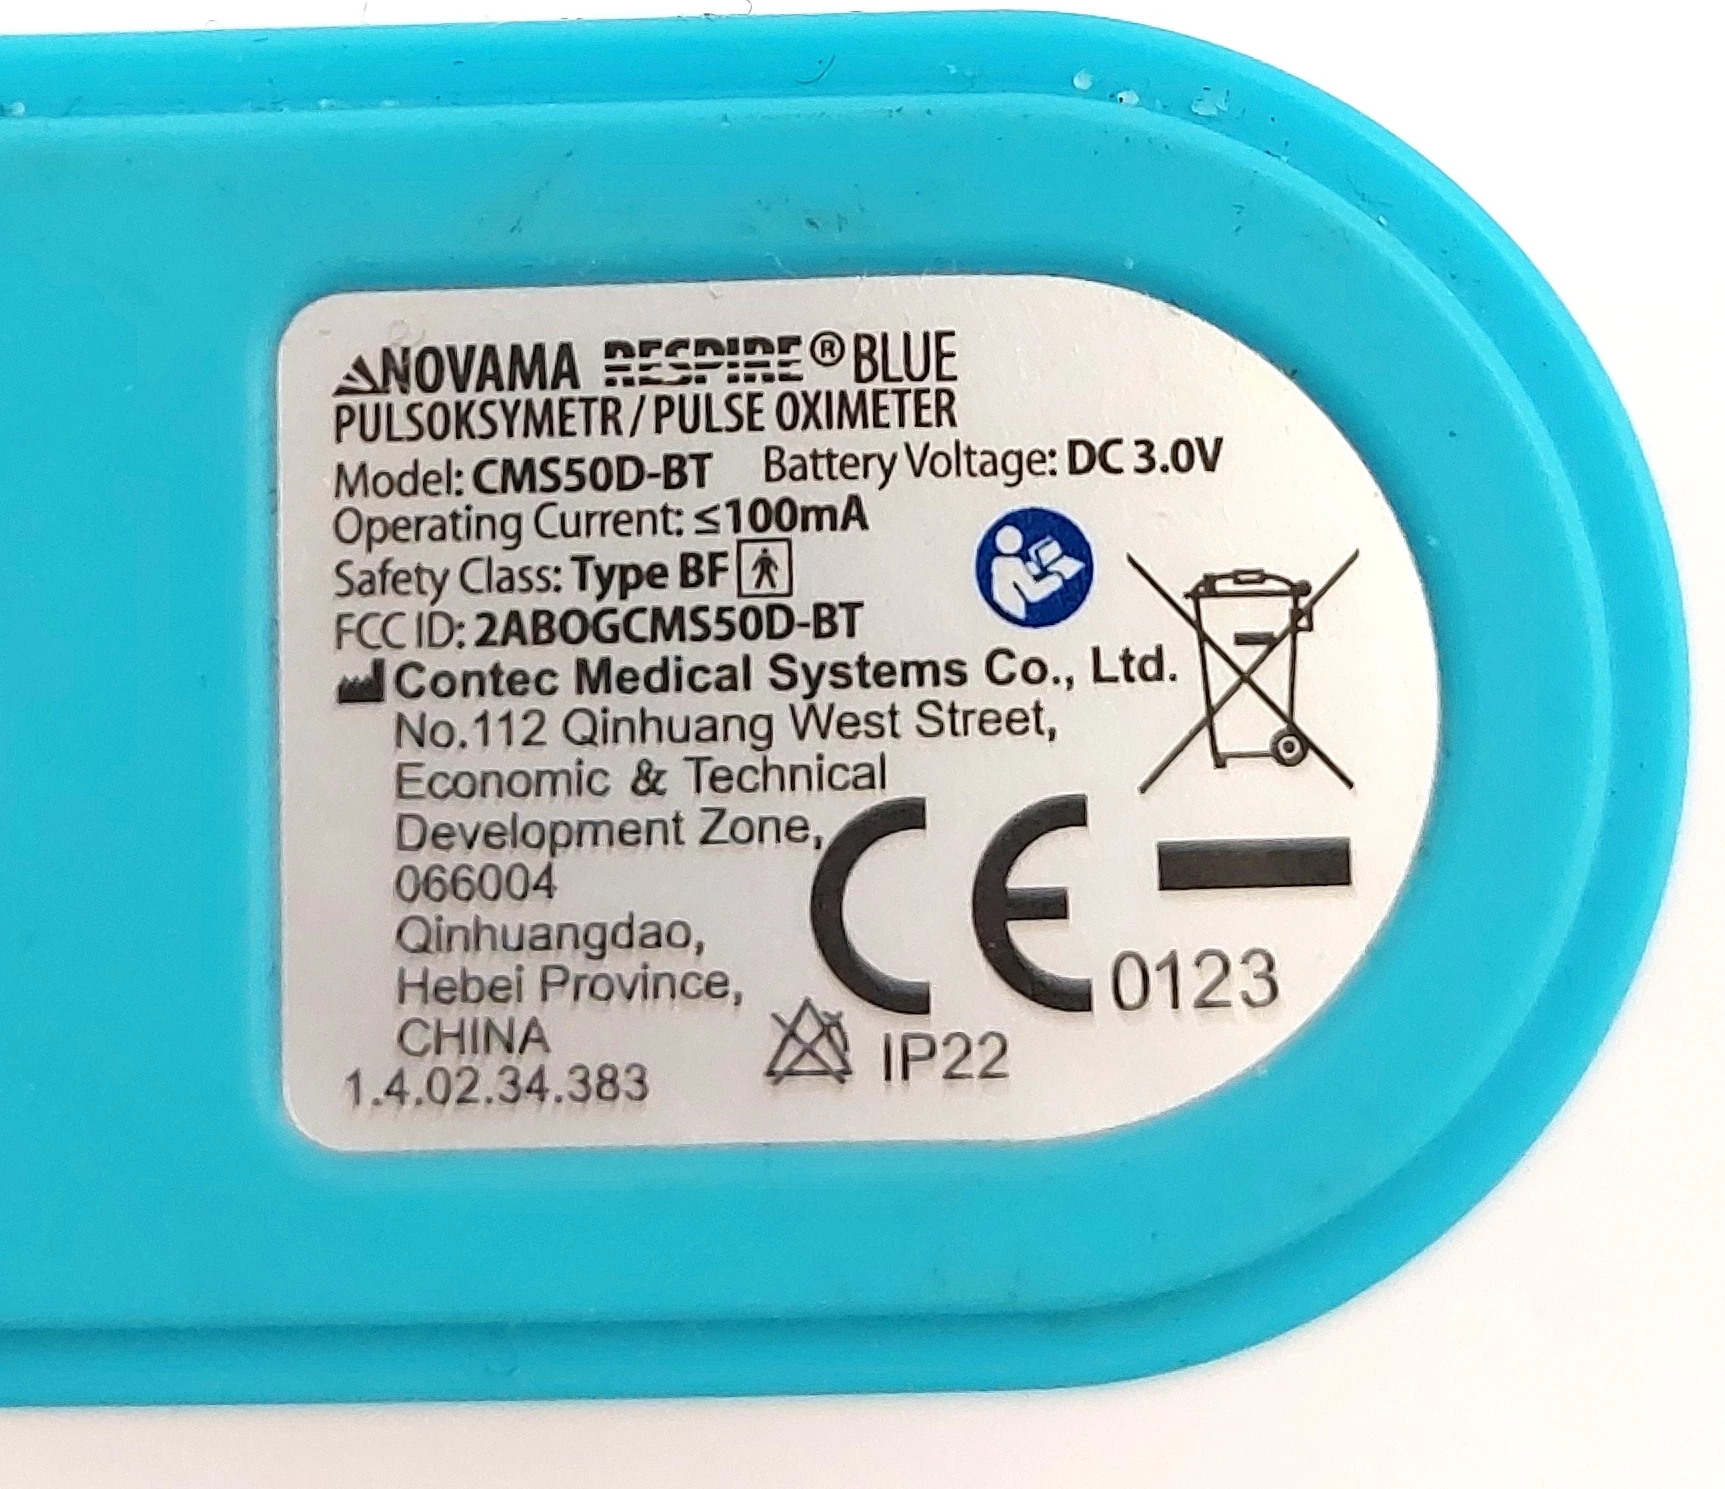 NOVAMA RESPIRE® BLUE
PULSOKSYMETR / PULSE OXIMETER
Model: CMS50D-BT Battery Voltage: DC 3.0V
Operating Current: ≤100mA
Safety Class: Type BF
FCC ID: 2ABOGCMS50D-BT
Contec Medical Systems Co., Ltd.
No.112 Qinhuang West Street,
Economic & Technical
Development Zone,
066004
Qinhuangdao,
Hebei Province,
CHINA
1.4.02.34.383
CE 0123
IP22